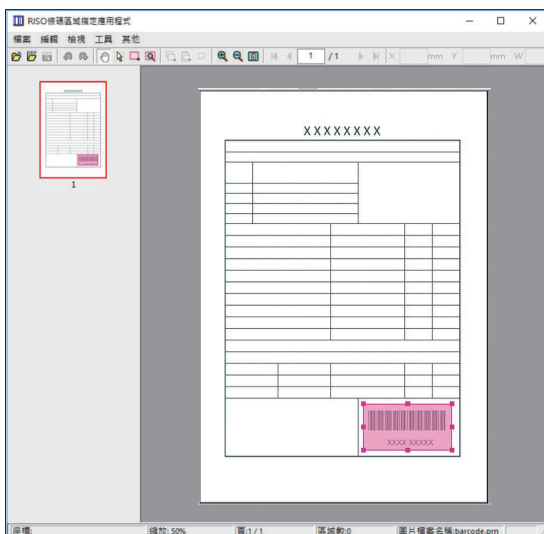 RISO條碼區域指定應用程式
檔案 編輯 檢視 工具 其他
1 /1 X mm Y mm W
XXXXXXXX
1
XXXXXXXX
XXXX XXXXX
座標: 縮放: 50% 頁:1 / 1 區域數:0 圖片檔案名稱:barcode.prn